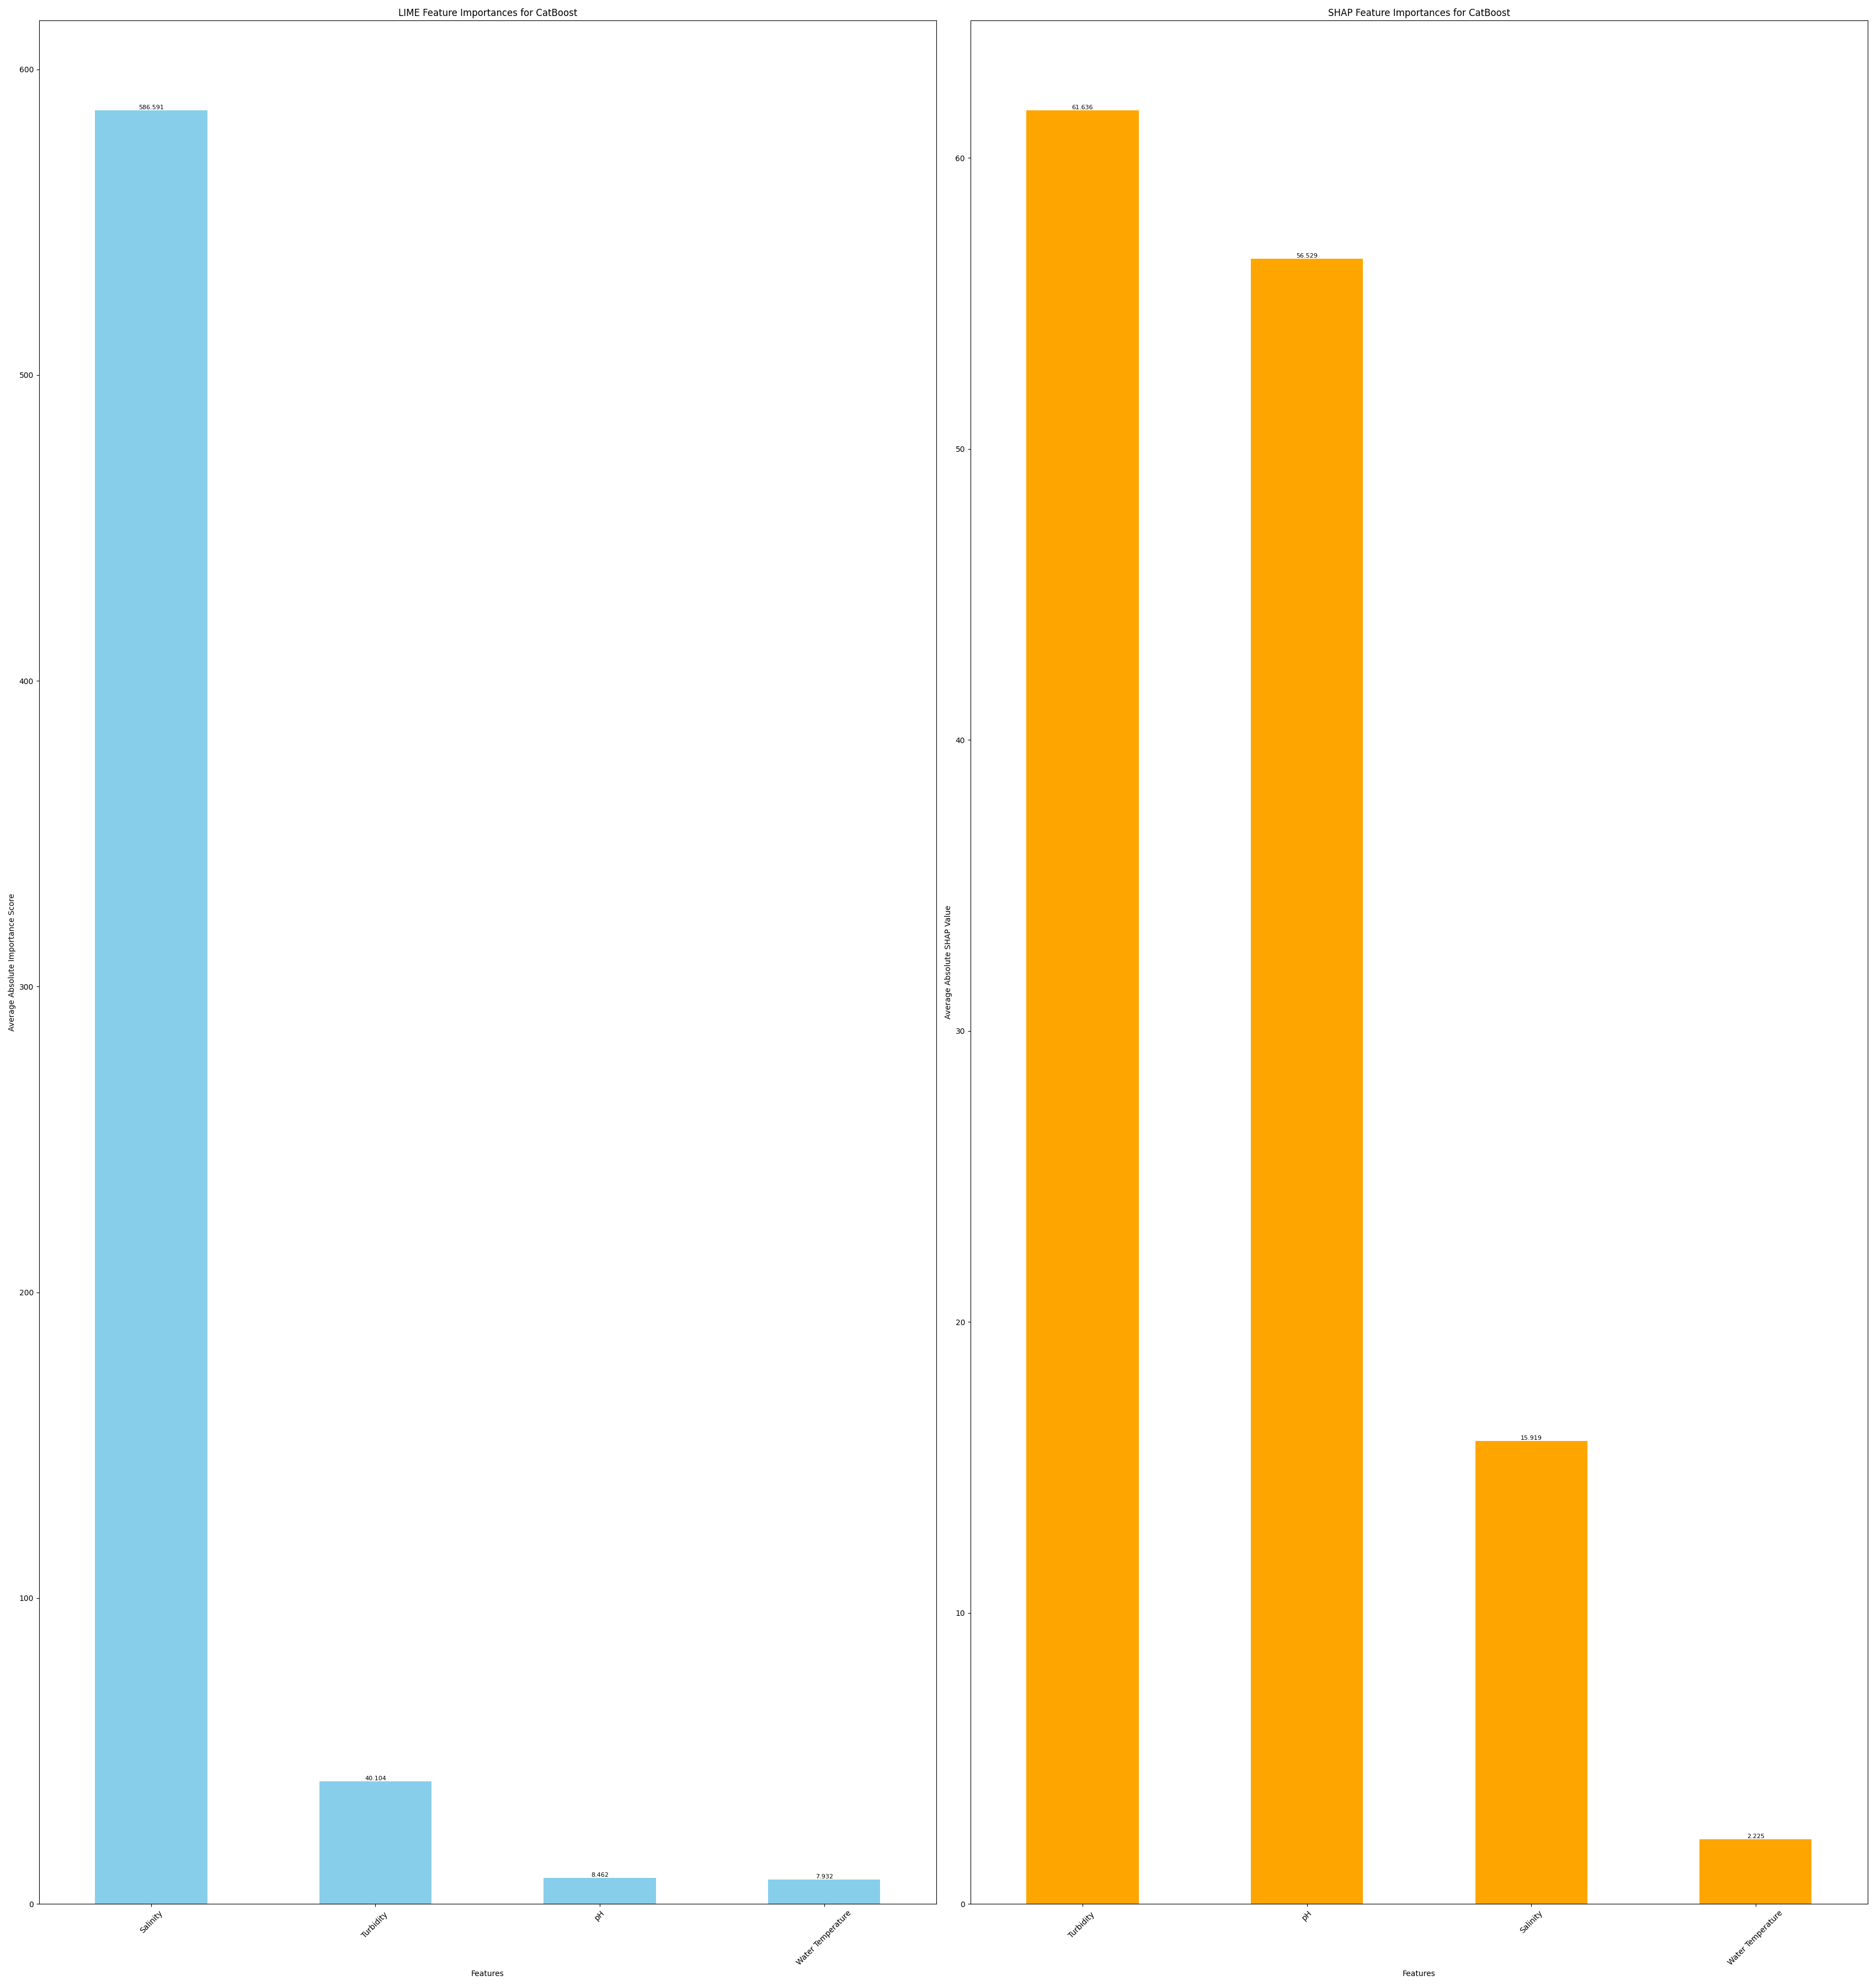 LIME Feature Importances for CatBoost
Average Absolute Importance Score
600
500
400
300
200
100
0
586.591
40.104
8.462
7.932
Salinity
Turbidity
pH
Water Temperature
Features
SHAP Feature Importances for CatBoost
Average Absolute SHAP Value
60
50
40
30
20
10
0
61.636
56.529
15.919
2.225
Turbidity
pH
Salinity
Water Temperature
Features